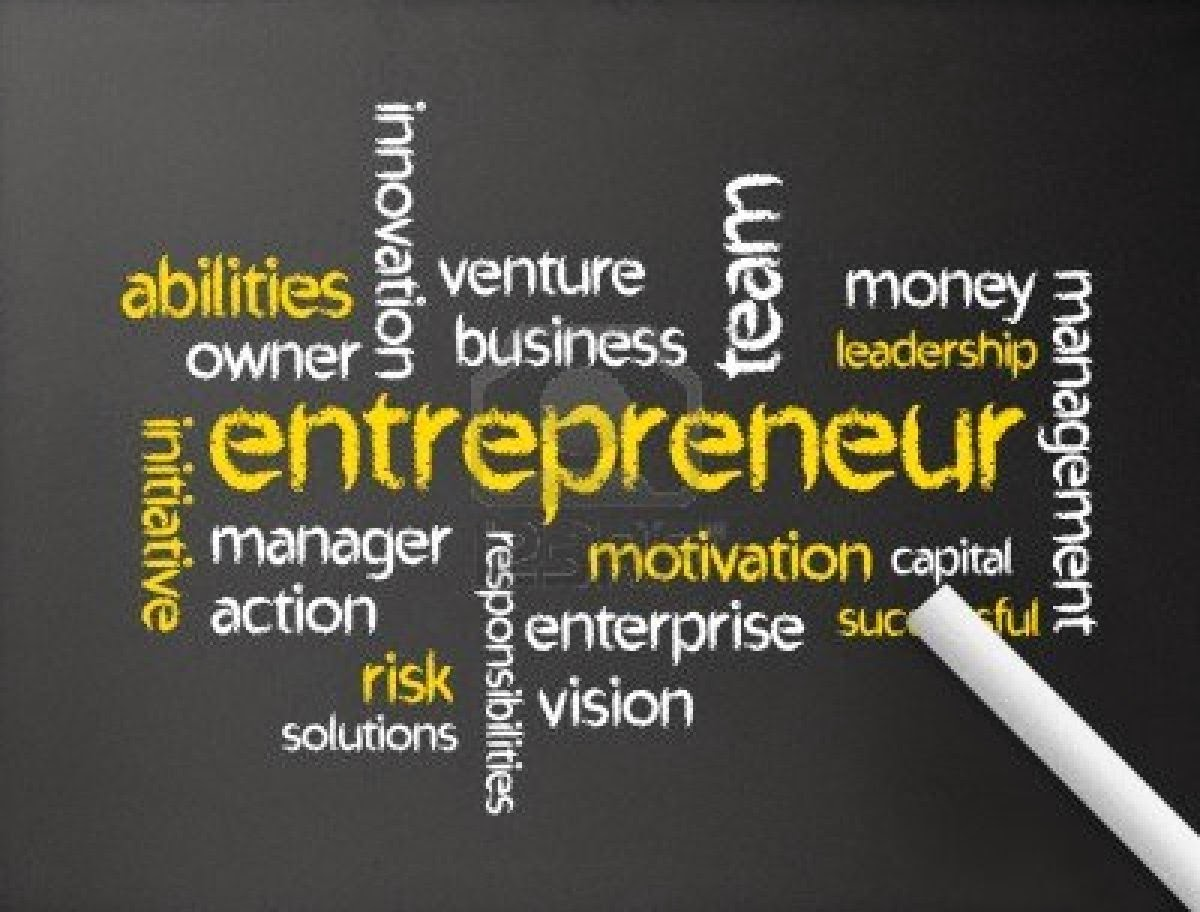 innovation
team
abilities
venture
money
management
owner
business
leadership
entrepreneur
initiative
manager
responsibilities
motivation
capital
action
enterprise
risk
vision
solutions